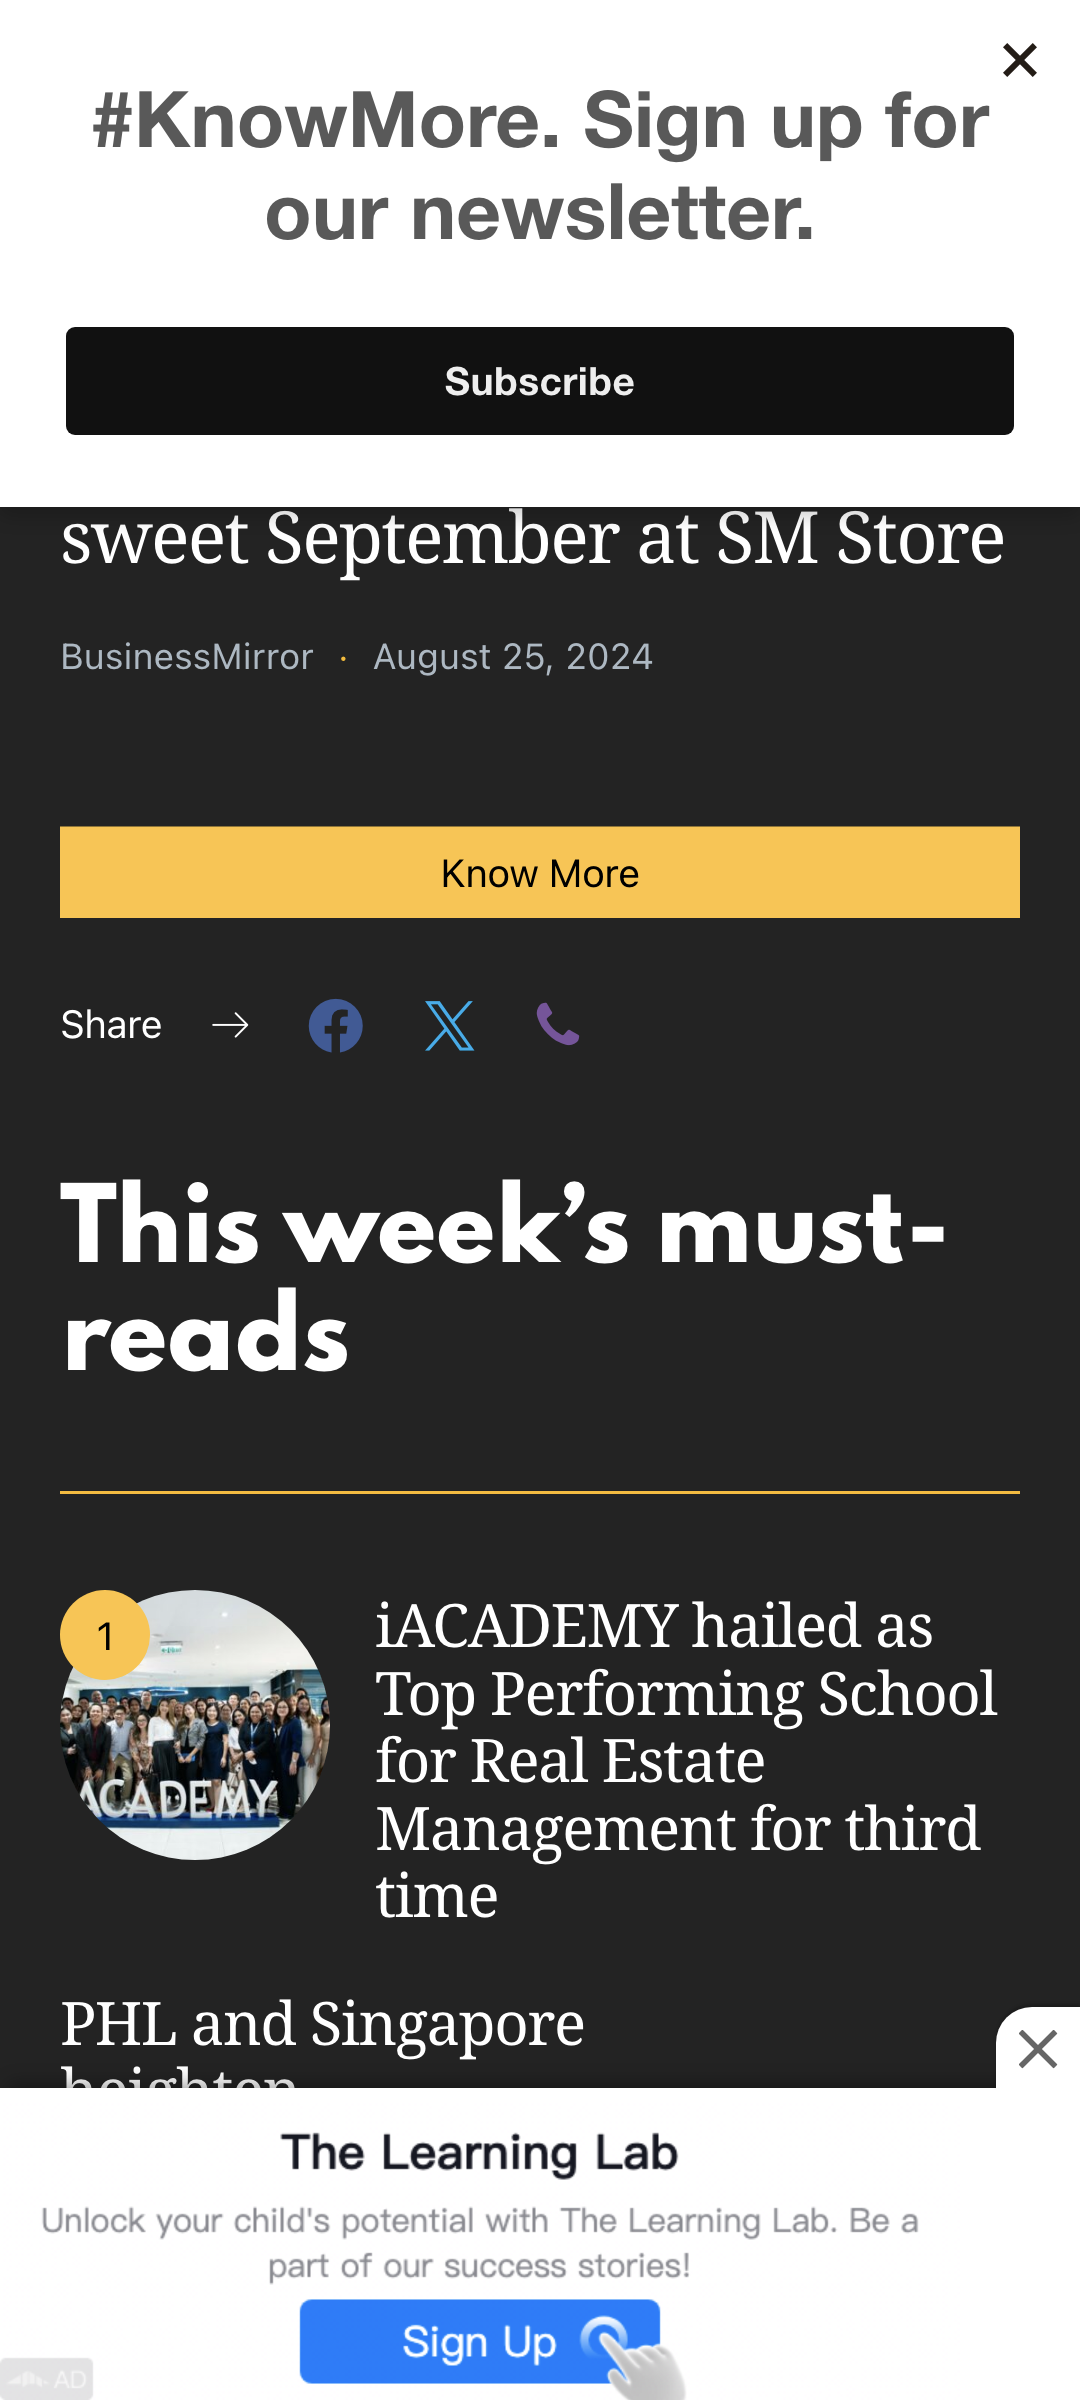 #KnowMore. Sign up for
our newsletter.
Subscribe
sweet September at SM Store
BusinessMirror · August 25, 2024
Know More
Share
This week’s must-
reads
1
ACADEMY
iACADEMY hailed as
Top Performing School
for Real Estate
Management for third
time
PHL and Singapore
heighten
The Learning Lab
Unlock your child's potential with The Learning Lab. Be a
part of our success stories!
Sign Up
AD